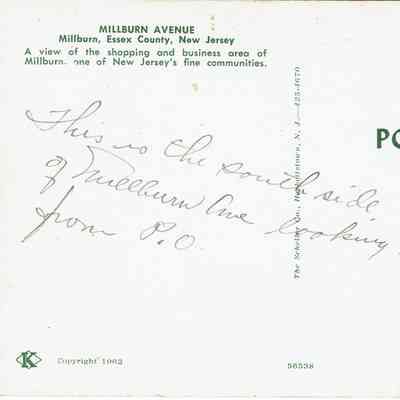 MILLBURN AVENUE
Millburn, Essex County, New Jersey
A view of the shopping and business area of
Millburn, one of New Jersey's fine communities.
This is the south side
of Millburn Ave looking
from P.O.
The Scheller Co., Hackettstown, N. J.—425-4670
PO
K
Copyright 1962
56538